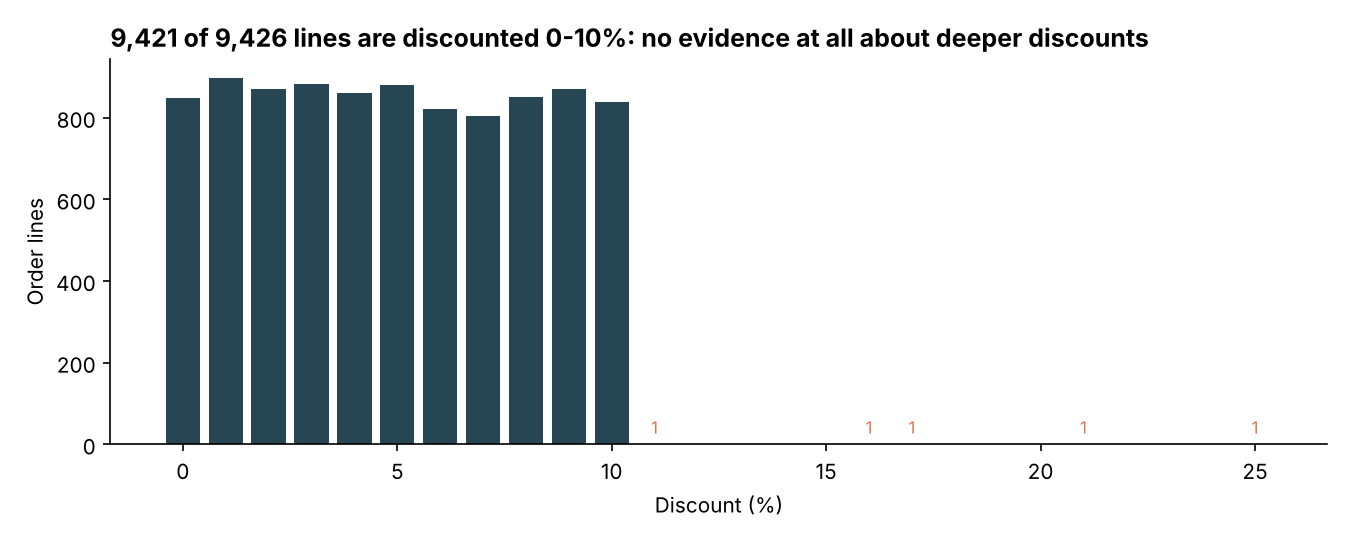 9,421 of 9,426 lines are discounted 0-10%: no evidence at all about deeper discounts
Order lines
800
600
400
200
0
1 1 1 1 1
0 5 10 15 20 25
Discount (%)